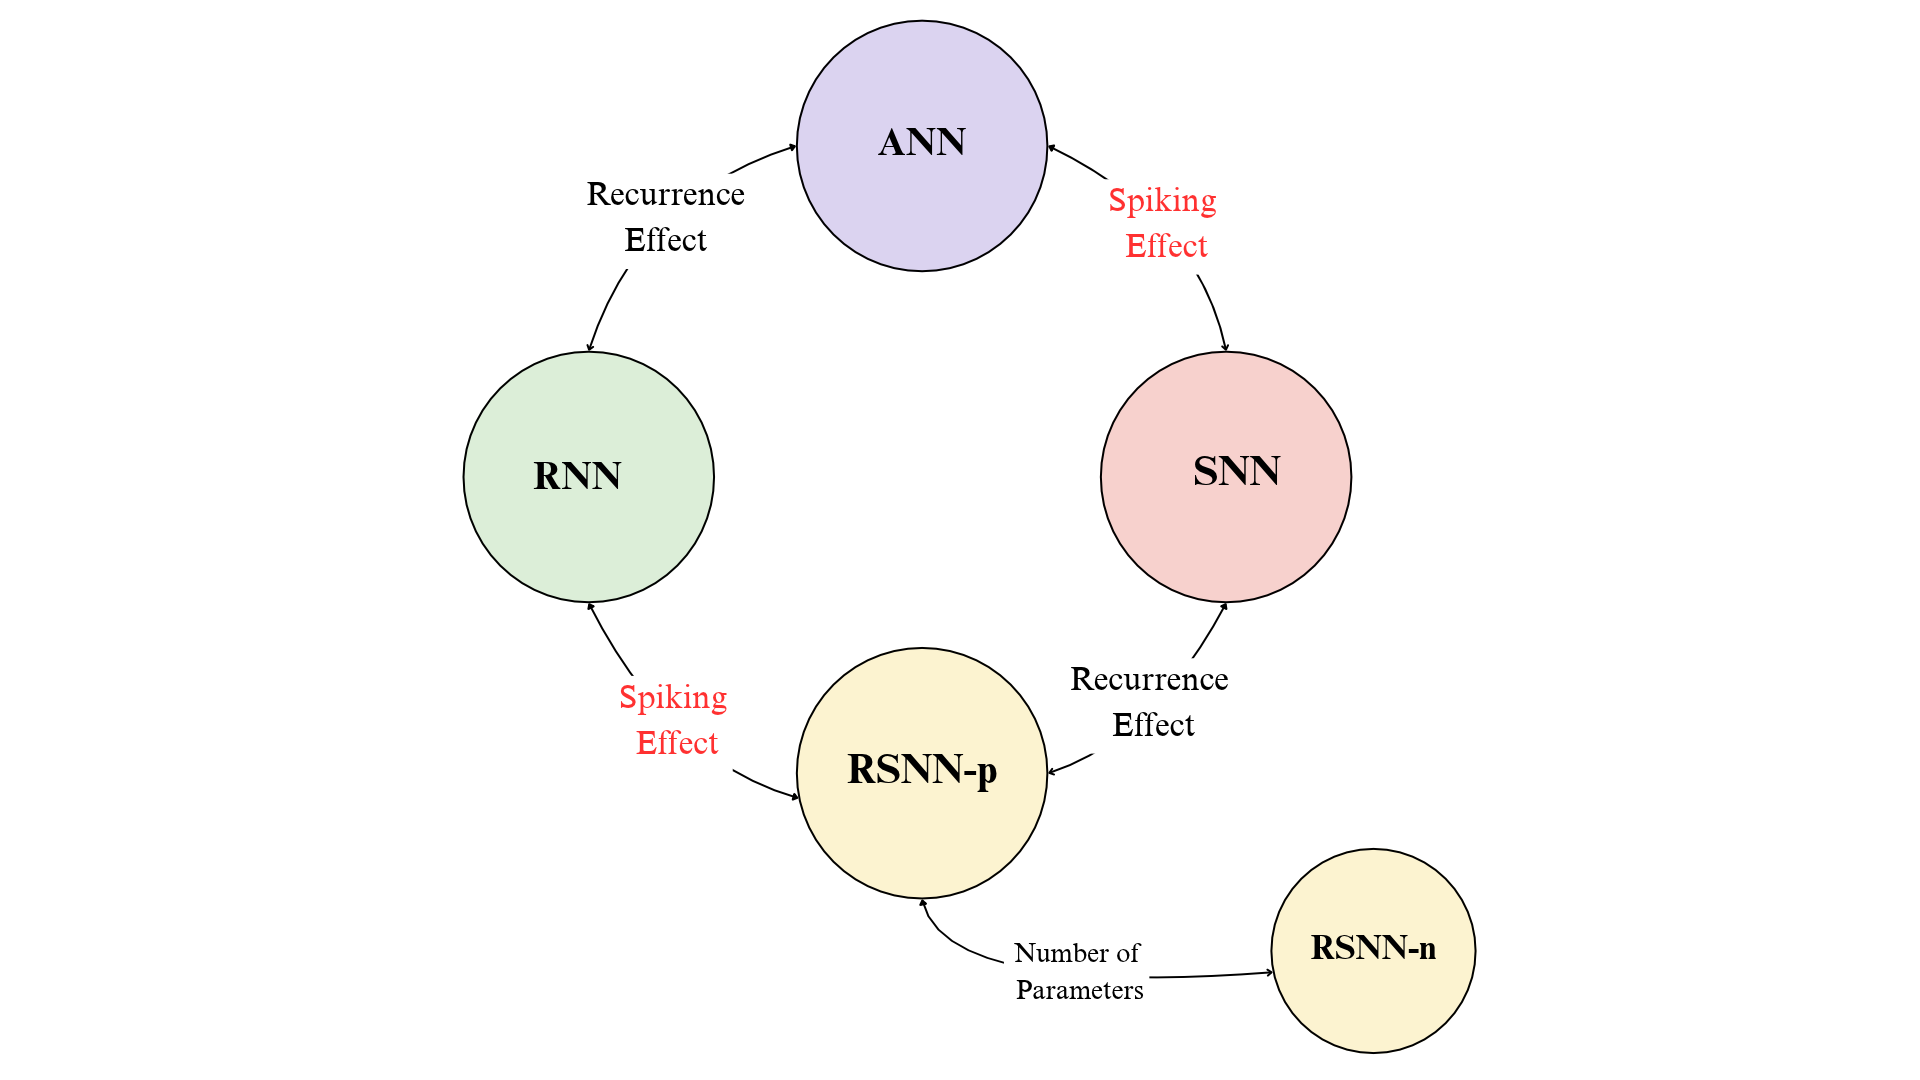 ANN
Recurrence
Effect
Spiking
Effect
RNN
SNN
Spiking
Effect
Recurrence
Effect
RSNN-p
Number of
Parameters
RSNN-n